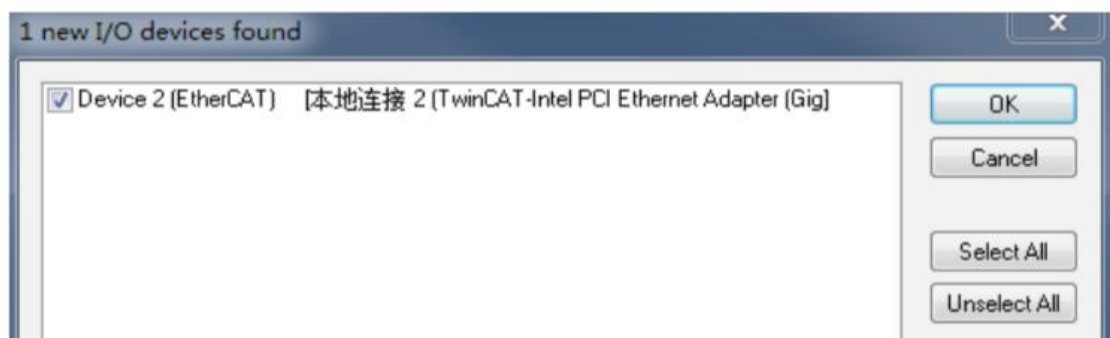 1 new I/O devices found
x
Device 2 (EtherCAT) [本地连接 2 (TwinCAT-Intel PCI Ethernet Adapter (Gig]
OK
Cancel
Select All
Unselect All